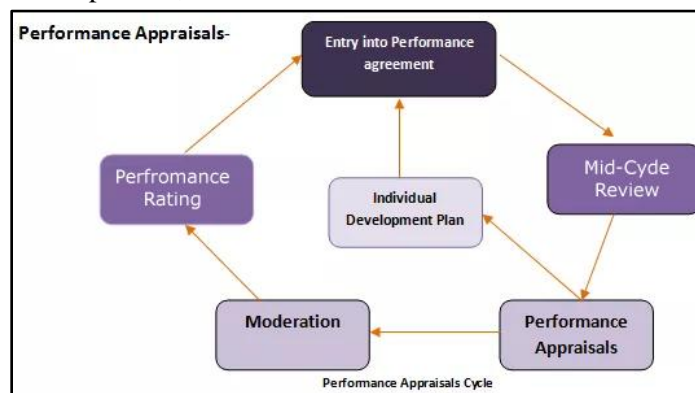 Performance Appraisals-
Entry into Performance
agreement
Perfromance
Rating
Individual
Development Plan
Mid-Cyde
Review
Moderation
Performance
Appraisals
Performance Appraisals Cycle